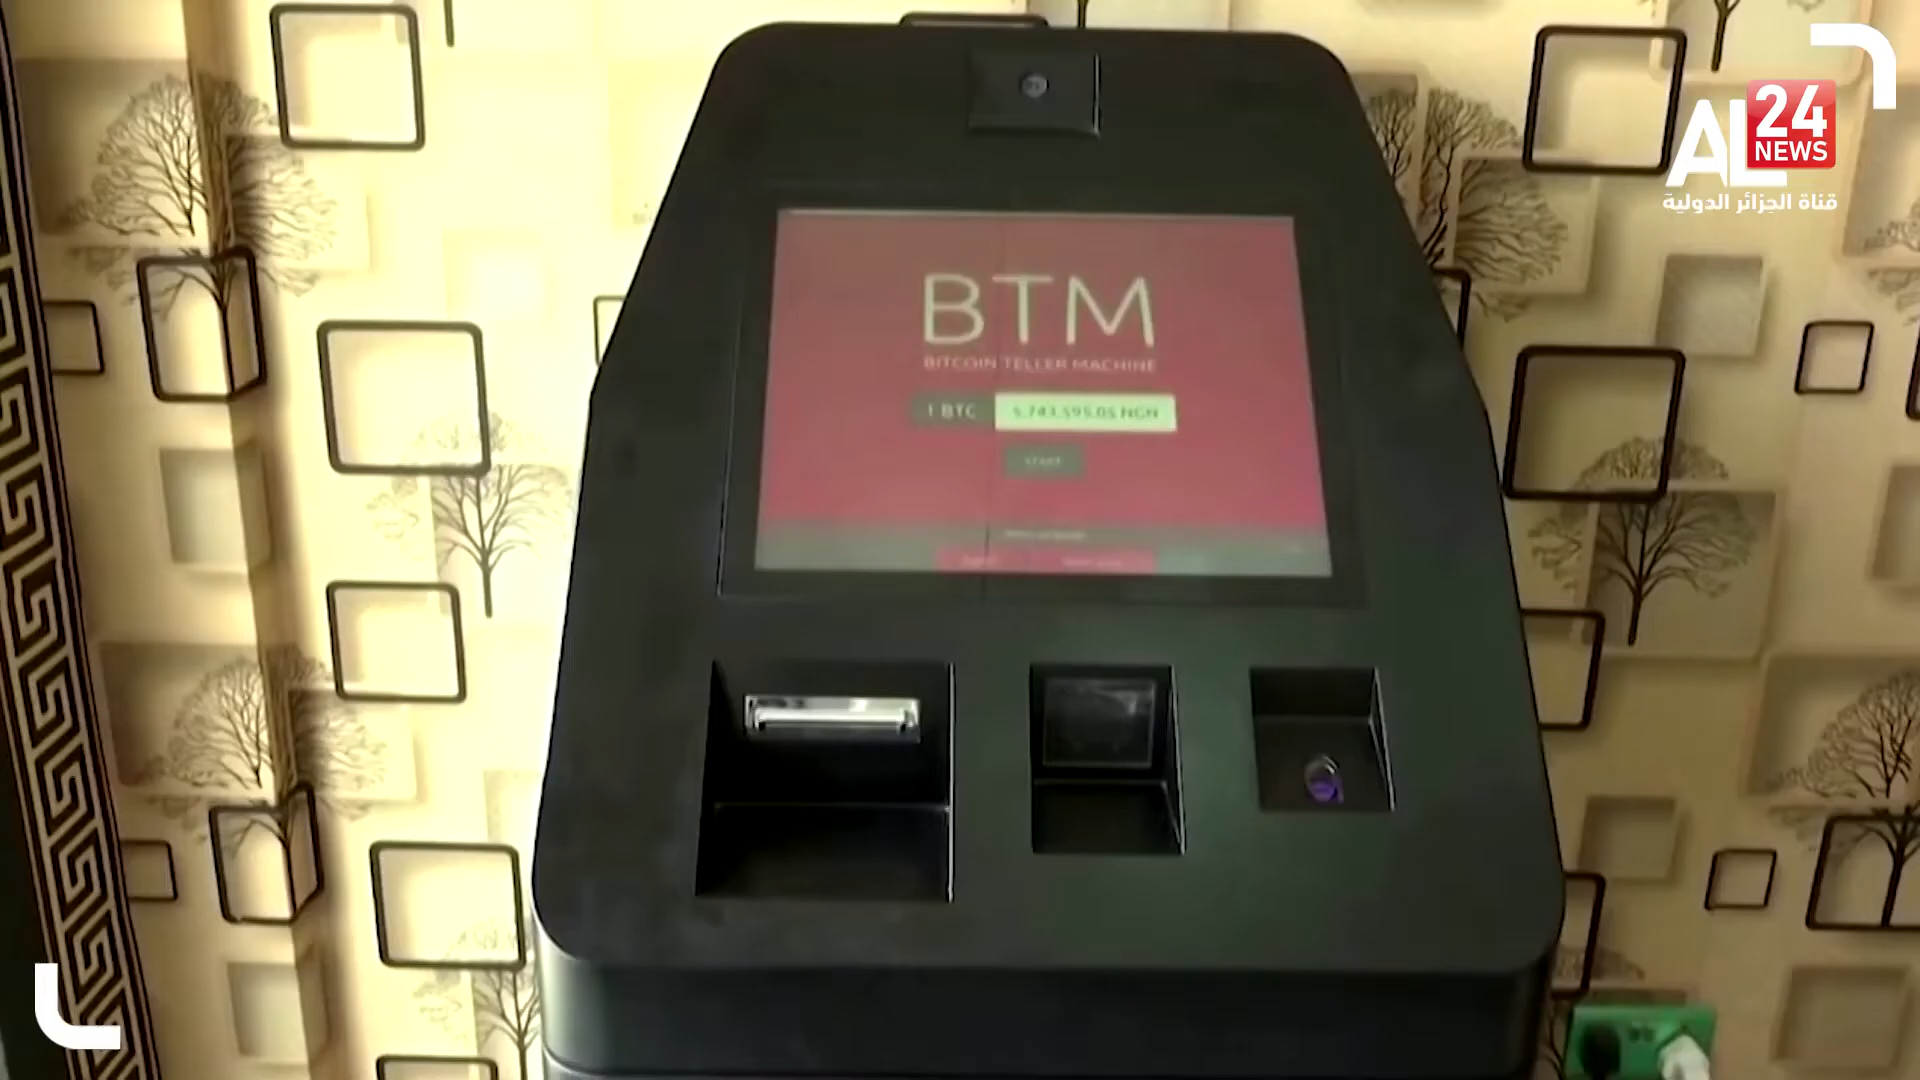 AL
24
NEWS
قناة الجزائر الدولية
BTM
BITCOIN TELLER MACHINE
1 BTC 5,743,595.05 NGN
START